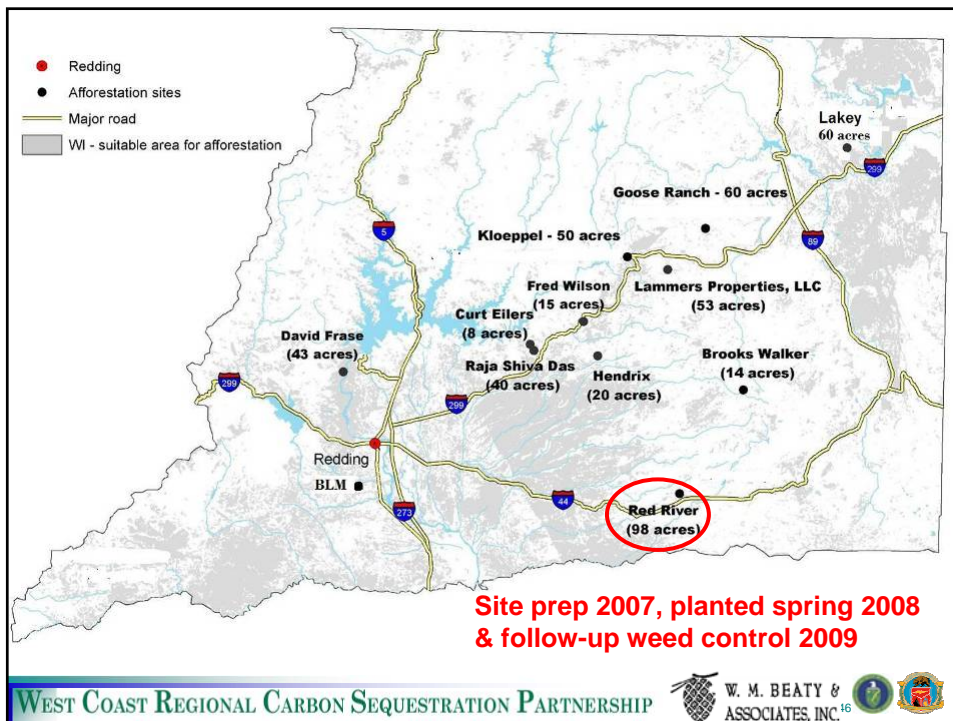 Redding
Afforestation sites
Major road
WI - suitable area for afforestation
Lakey
60 acres
299
Goose Ranch - 60 acres
5
89
Kloeppel - 50 acres
Fred Wilson
(15 acres)
Lammers Properties, LLC
(53 acres)
Curt Eilers
(8 acres)
David Frase
(43 acres)
Raja Shiva Das
(40 acres)
Hendrix
(20 acres)
Brooks Walker
(14 acres)
299
299
Redding
BLM
273
44
Red River
(98 acres)
Site prep 2007, planted spring 2008
& follow-up weed control 2009
WEST COAST REGIONAL CARBON SEQUESTRATION PARTNERSHIP
W. M. BEATY &
ASSOCIATES, INC.
46